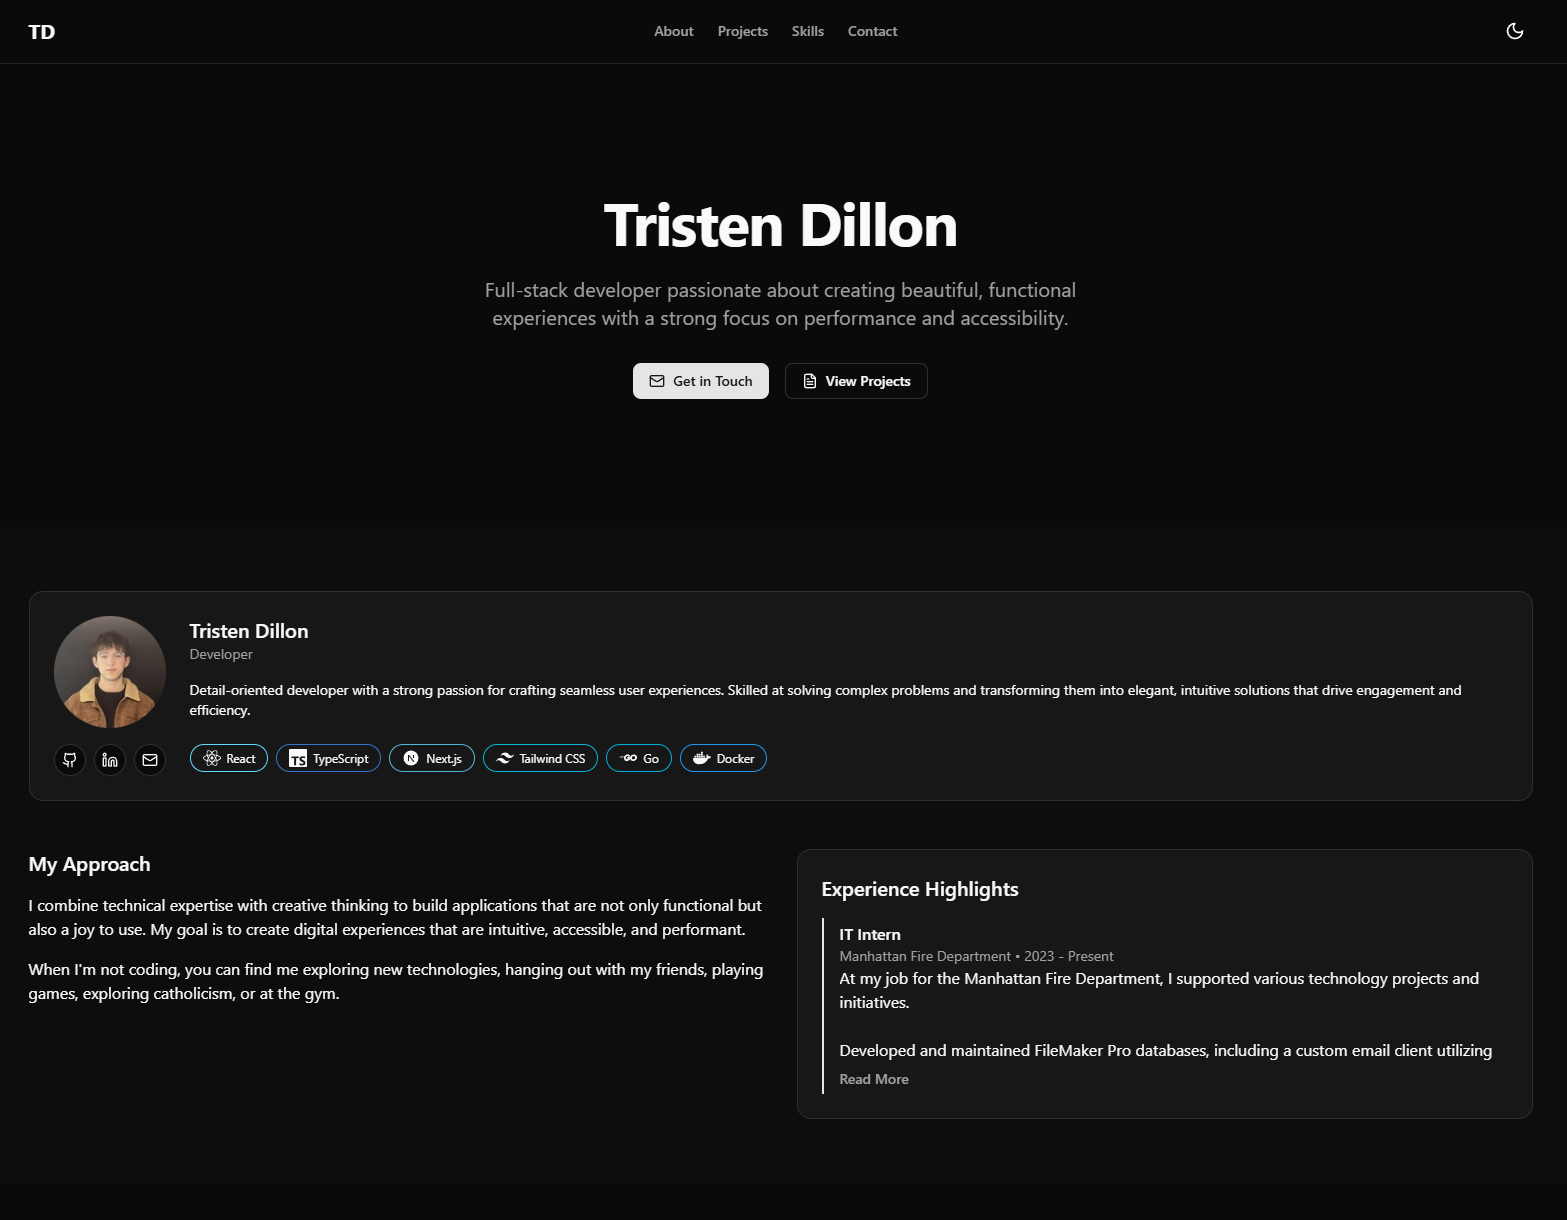 TD
About Projects Skills Contact
Tristen Dillon
Full-stack developer passionate about creating beautiful, functional
experiences with a strong focus on performance and accessibility.
Get in Touch
View Projects
Tristen Dillon
Developer
Detail-oriented developer with a strong passion for crafting seamless user experiences. Skilled at solving complex problems and transforming them into elegant, intuitive solutions that drive engagement and
efficiency.
React
TS TypeScript
N Next.js
Tailwind CSS
GO Go
Docker
My Approach
I combine technical expertise with creative thinking to build applications that are not only functional but
also a joy to use. My goal is to create digital experiences that are intuitive, accessible, and performant.
When I'm not coding, you can find me exploring new technologies, hanging out with my friends, playing
games, exploring catholicism, or at the gym.
Experience Highlights
IT Intern
Manhattan Fire Department • 2023 - Present
At my job for the Manhattan Fire Department, I supported various technology projects and
initiatives.
Developed and maintained FileMaker Pro databases, including a custom email client utilizing
Read More